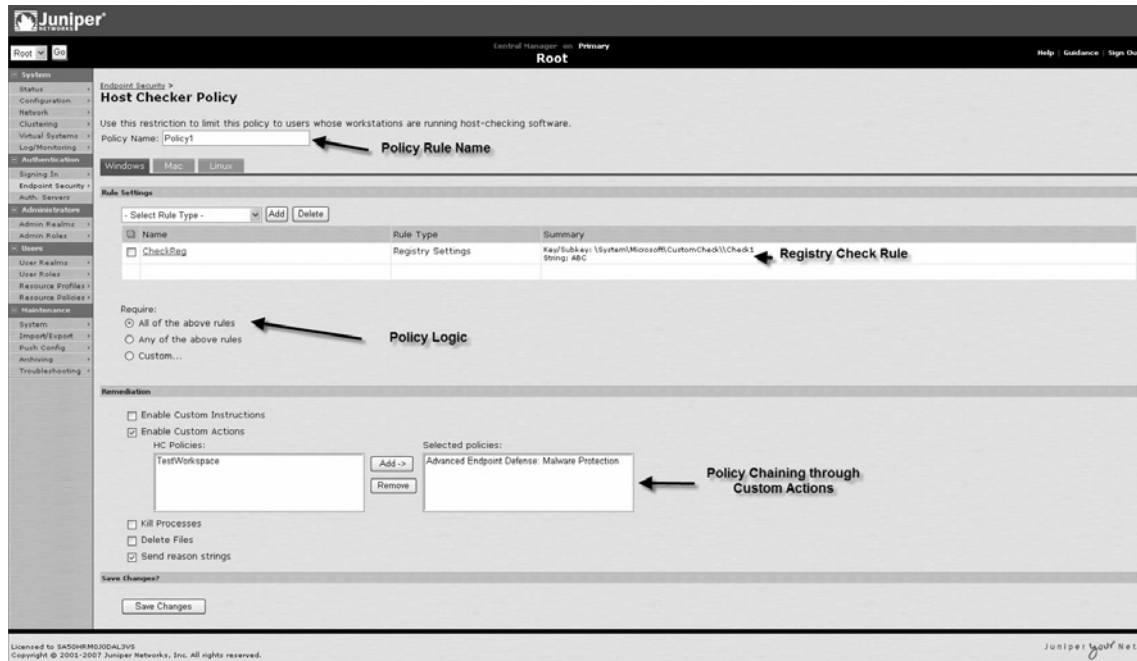 Juniper
NETWORKS
Root Go
Central Manager on Primary
Root
Help | Guidance | Sign Ou
System
Status
Configuration
Network
Clustering
Virtual Systems
Log/Monitoring
Authentication
Signing In
Endpoint Security
Auth. Servers
Administrators
Admin Realms
Admin Roles
Users
User Realms
User Roles
Resource Profiles
Resource Policies
Maintenance
System
Import/Export
Push Config
Archiving
Troubleshooting
Endpoint Security >
Host Checker Policy
Use this restriction to limit this policy to users whose workstations are running host-checking software.
Policy Name: Policy1
Policy Rule Name
Windows Mac Linux
Rule Settings
- Select Rule Type - Add Delete
Name Rule Type Summary
CheckReg Registry Settings Key/Subkey: \System\Microsoft\CustomCheck\\Check1
String: ABC
Registry Check Rule
Require:
All of the above rules
Any of the above rules
Custom...
Policy Logic
Remediation
Enable Custom Instructions
Enable Custom Actions
HC Policies: Selected policies:
TestWorkspace Add -> Advanced Endpoint Defense: Malware Protection
Remove
Policy Chaining through
Custom Actions
Kill Processes
Delete Files
Send reason strings
Save Changes?
Save Changes
Copyright © 2001-2007 Juniper Networks, Inc. All rights reserved.
Juniper your Net